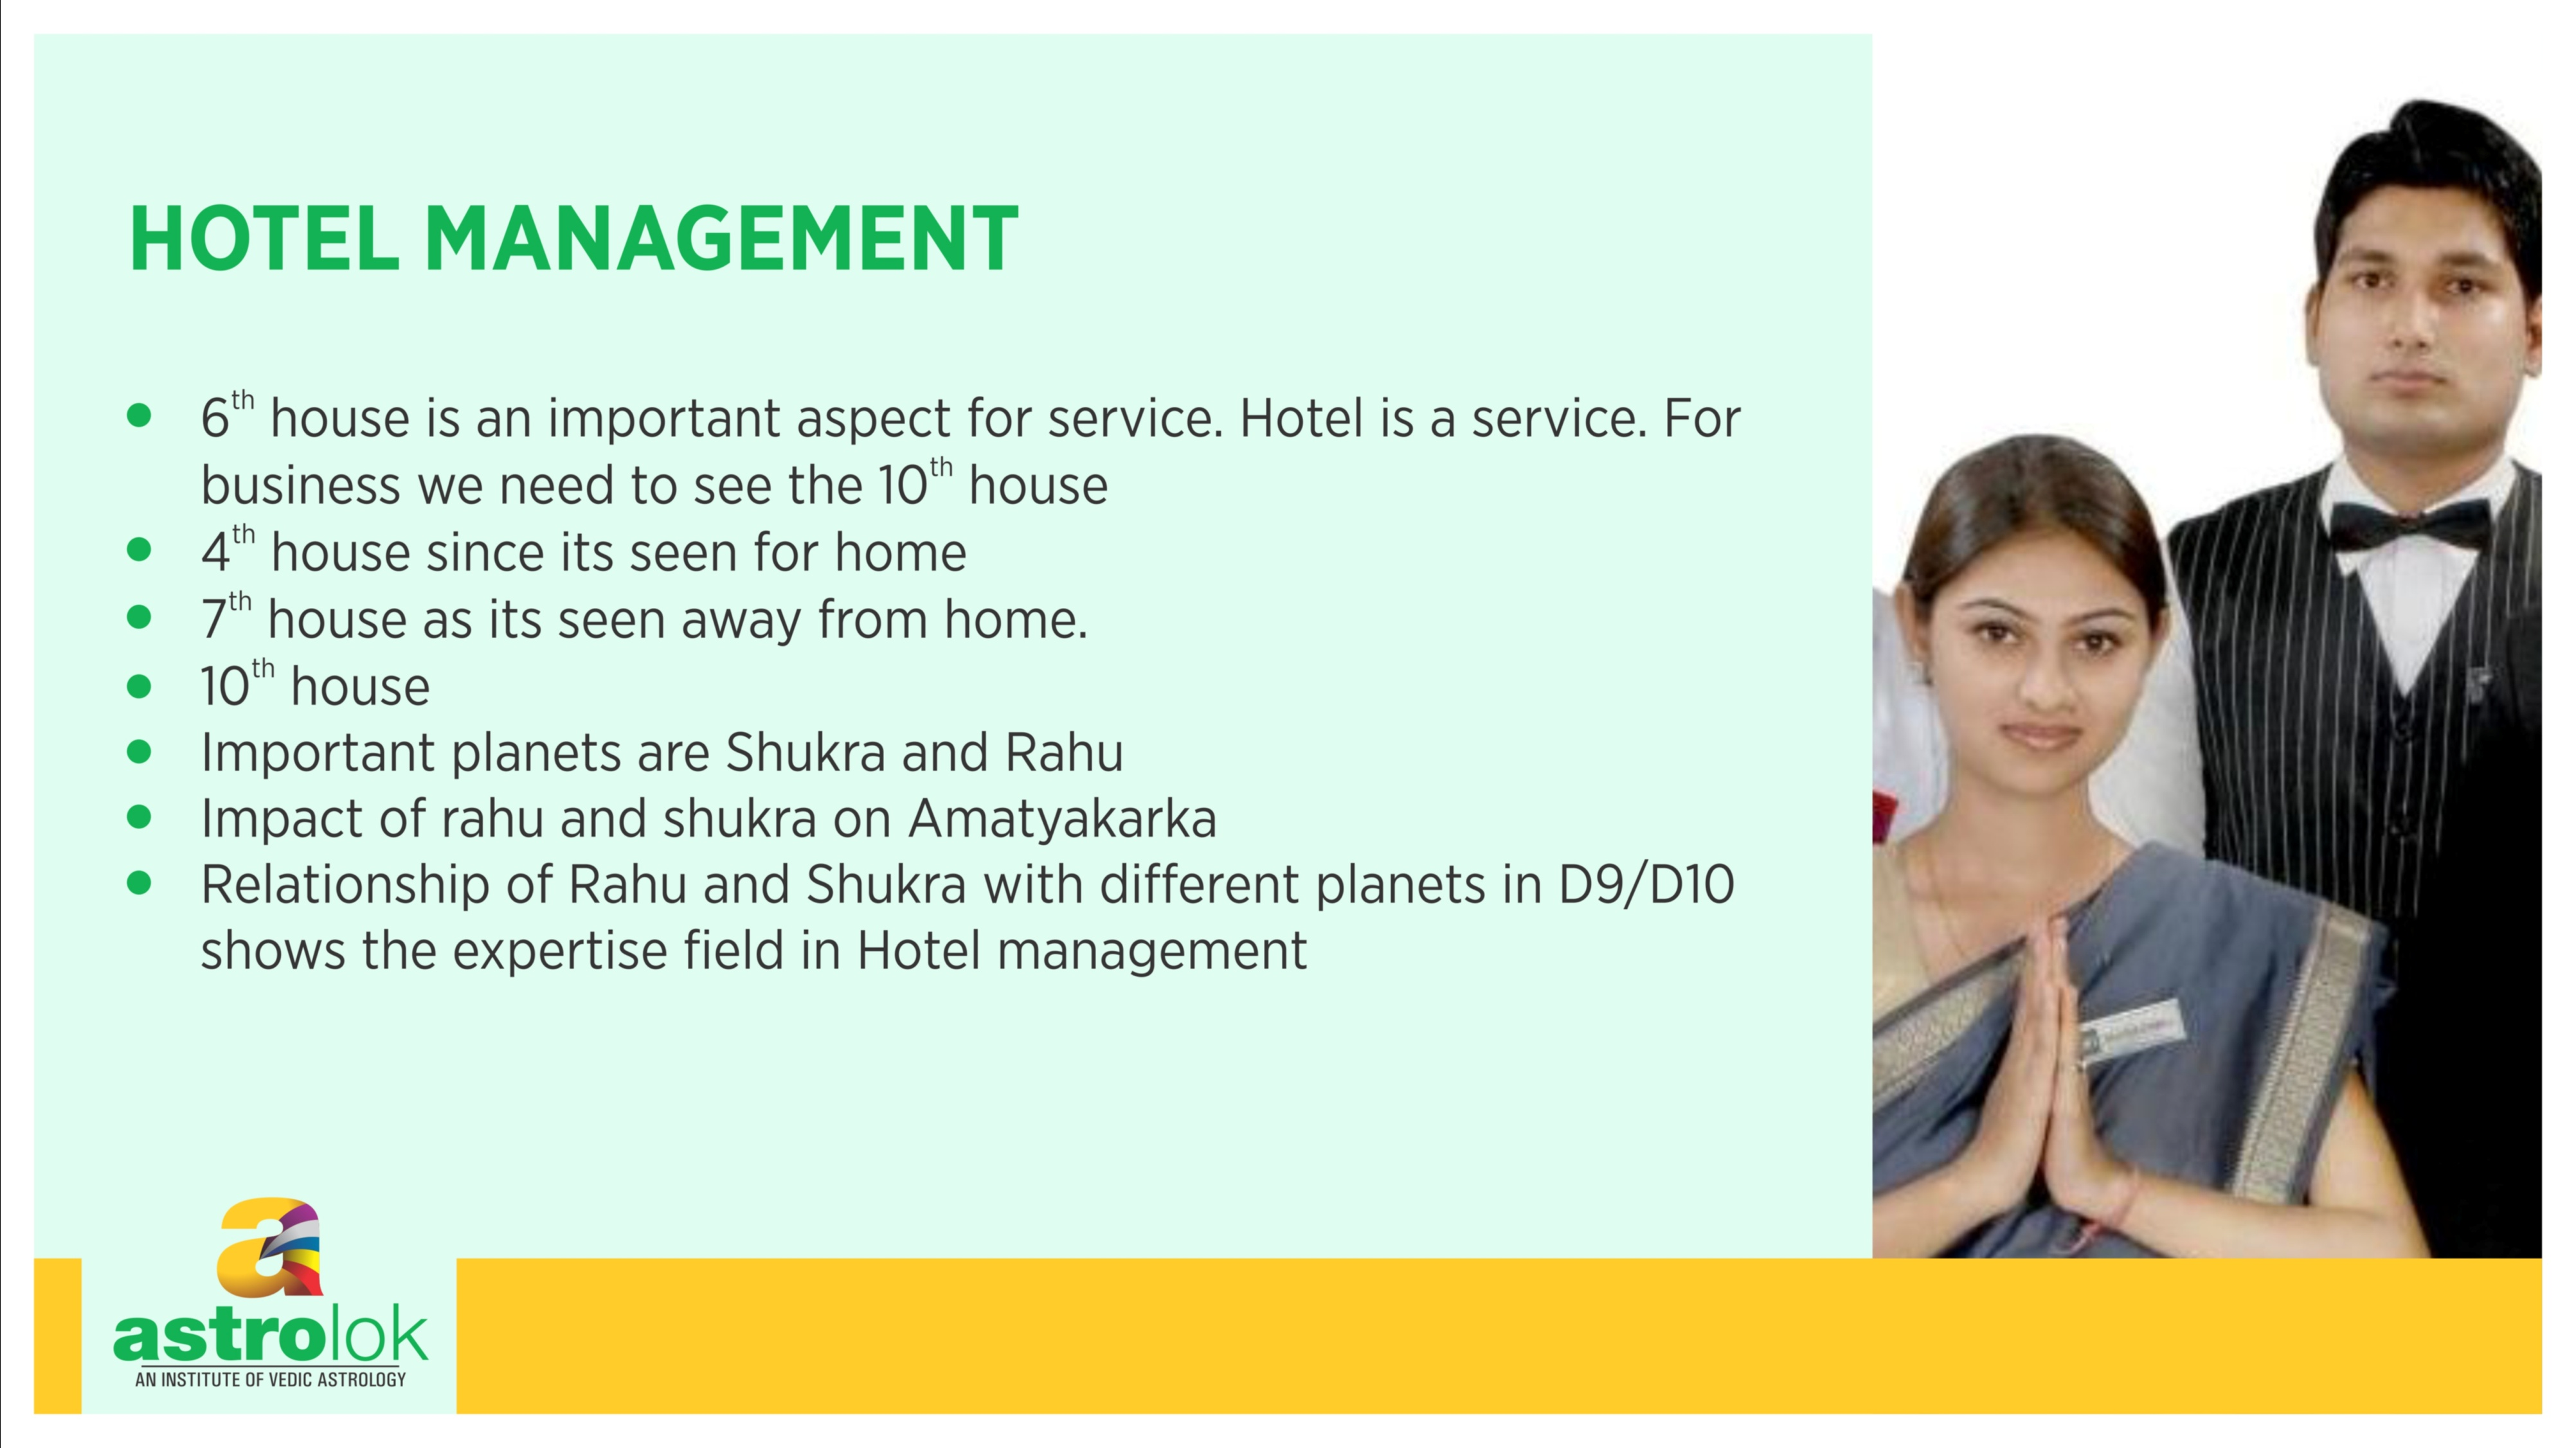 HOTEL MANAGEMENT
6th house is an important aspect for service. Hotel is a service. For
business we need to see the 10th house
4th house since its seen for home
7th house as its seen away from home.
10th house
Important planets are Shukra and Rahu
Impact of rahu and shukra on Amatyakarka
Relationship of Rahu and Shukra with different planets in D9/D10
shows the expertise field in Hotel management
a
astrolok
AN INSTITUTE OF VEDIC ASTROLOGY